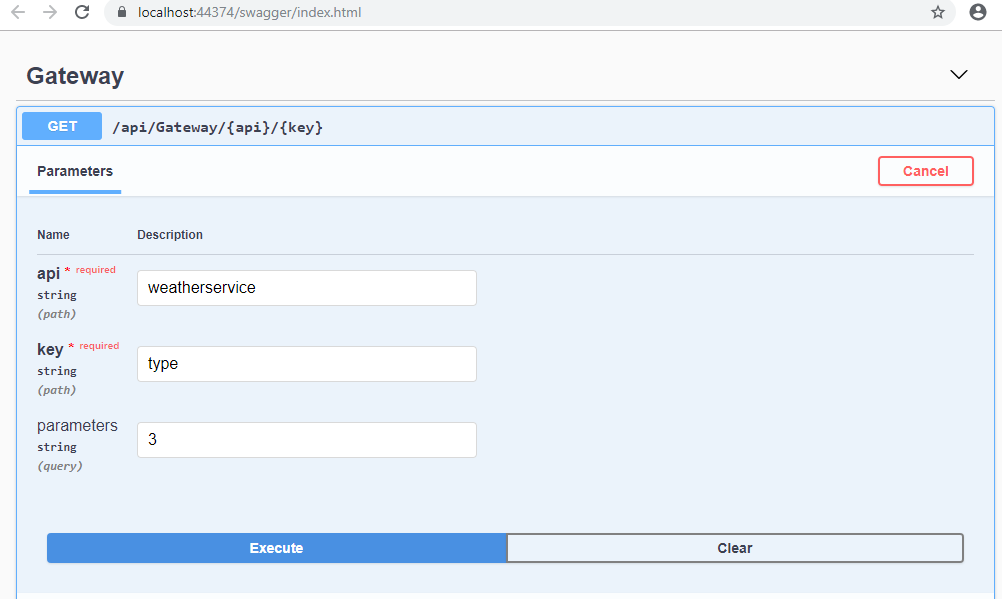 localhost:44374/swagger/index.html
Gateway
GET /api/Gateway/{api}/{key}
Parameters Cancel
Name Description
api * required
string
(path)
weatherservice
key * required
string
(path)
type
parameters
string
(query)
3
Execute Clear